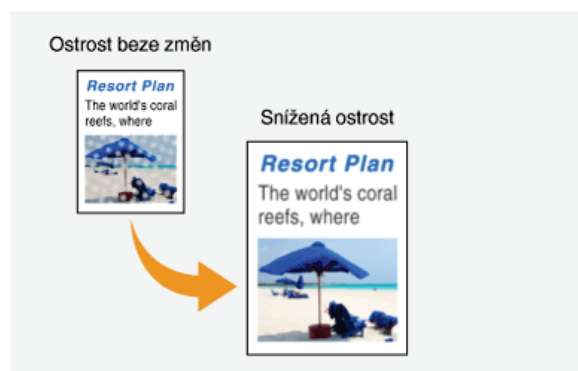 Ostrost beze změn
Resort Plan
The world's coral
reefs, where
Snížená ostrost
Resort Plan
The world's coral
reefs, where